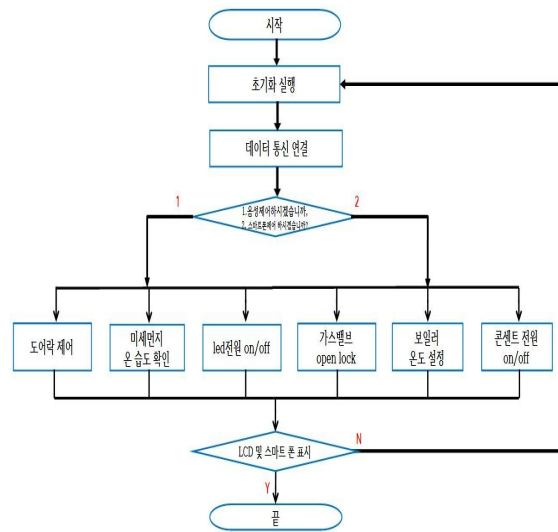 시작
초기화 실행
데이터 통신 연결
1
2
1.음성제어하시겠습니까,
2. 스마트폰제어 하시겠습니까?
도어락 제어
미세먼지
온 습도 확인
led전원 on/off
가스밸브
open lock
보일러
온도 설정
콘센트 전원
on/off
LCD 및 스마트 폰 표시
N
Y
끝